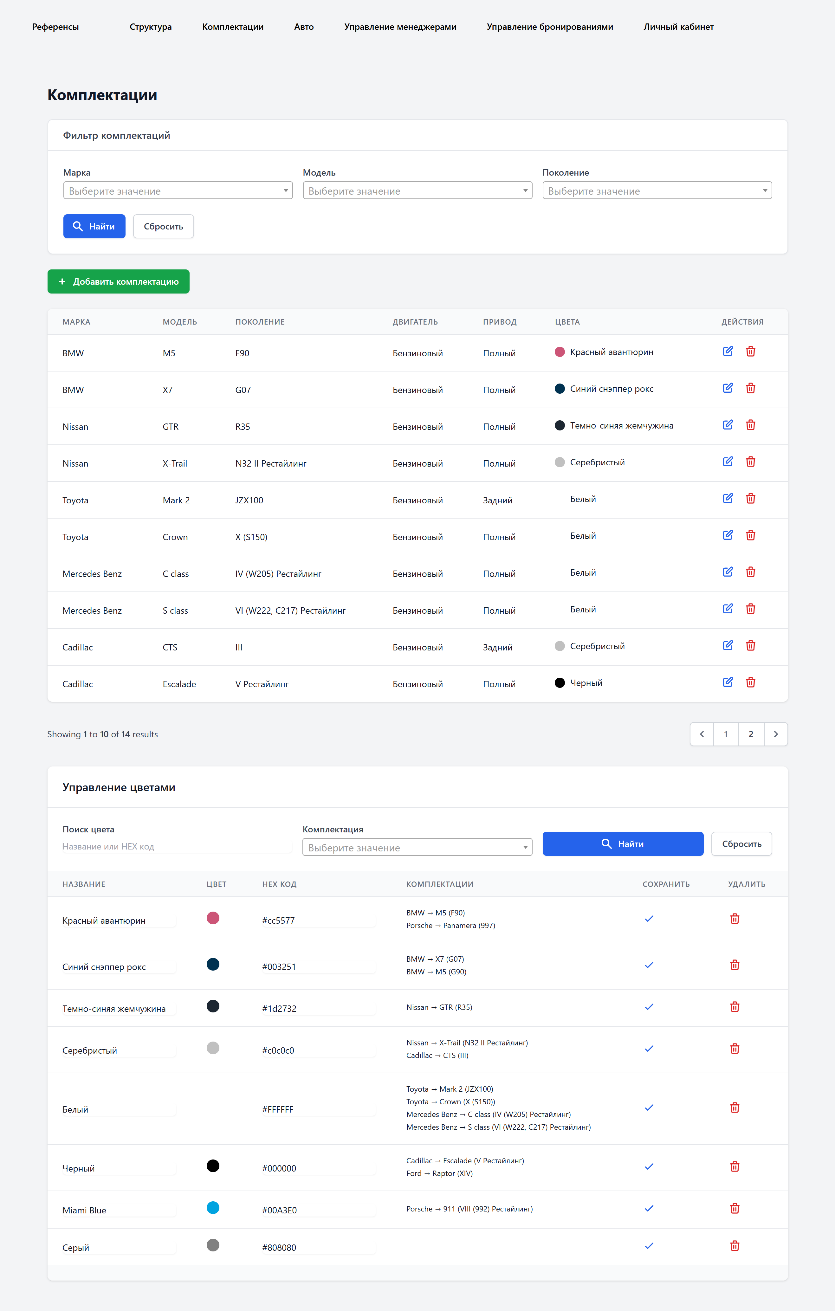 Референсы Структура Комплектации Авто Управление менеджерами Управление бронированиями Личный кабинет
Комплектации
Фильтр комплектаций
Марка Модель Поколение
Выберите значение Выберите значение Выберите значение
Найти Сбросить
+ Добавить комплектацию
МАРКА МОДЕЛЬ ПОКОЛЕНИЕ ДВИГАТЕЛЬ ПРИВОД ЦВЕТА ДЕЙСТВИЯ
BMW M5 F90 Бензиновый Полный Красный авантюрин
BMW X7 G07 Бензиновый Полный Синий снэппер рокс
Nissan GTR R35 Бензиновый Полный Темно-синяя жемчужина
Nissan X-Trail N32 II Рестайлинг Бензиновый Полный Серебристый
Toyota Mark 2 JZX100 Бензиновый Задний Белый
Toyota Crown X (S150) Бензиновый Полный Белый
Mercedes Benz C class IV (W205) Рестайлинг Бензиновый Полный Белый
Mercedes Benz S class VI (W222, C217) Рестайлинг Бензиновый Полный Белый
Cadillac CTS III Бензиновый Задний Серебристый
Cadillac Escalade V Рестайлинг Бензиновый Полный Черный
Showing 1 to 10 of 14 results 1 2
Управление цветами
Поиск цвета Комплектация
Название или HEX код Выберите значение Найти Сбросить
НАЗВАНИЕ ЦВЕТ HEX КОД КОМПЛЕКТАЦИИ СОХРАНИТЬ УДАЛИТЬ
BMW → M5 (F90)
Красный авантюрин #cc5577
Porsche → Panamera (997)
BMW → X7 (G07)
Синий снэппер рокс #003251
BMW → M5 (G90)
Темно-синяя жемчужина #1d2732 Nissan → GTR (R35)
Nissan → X-Trail (N32 II Рестайлинг)
Серебристый #c0c0c0
Cadillac → CTS (III)
Toyota → Mark 2 (JZX100)
Toyota → Crown (X (S150))
Белый #FFFFFF
Mercedes Benz → C class (IV (W205) Рестайлинг)
Mercedes Benz → S class (VI (W222, C217) Рестайлинг)
Cadillac → Escalade (V Рестайлинг)
Черный #000000
Ford → Raptor (XIV)
Miami Blue #00A3E0 Porsche → 911 (VIII (992) Рестайлинг)
Серый #808080